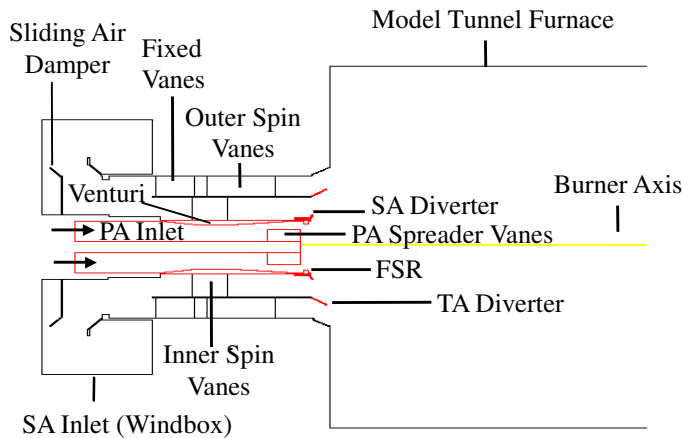 Model Tunnel Furnace
Sliding Air
Damper
Fixed
Vanes
Outer Spin
Vanes
Venturi
Burner Axis
SA Diverter
PA Inlet
PA Spreader Vanes
FSR
TA Diverter
Inner Spin
Vanes
SA Inlet (Windbox)